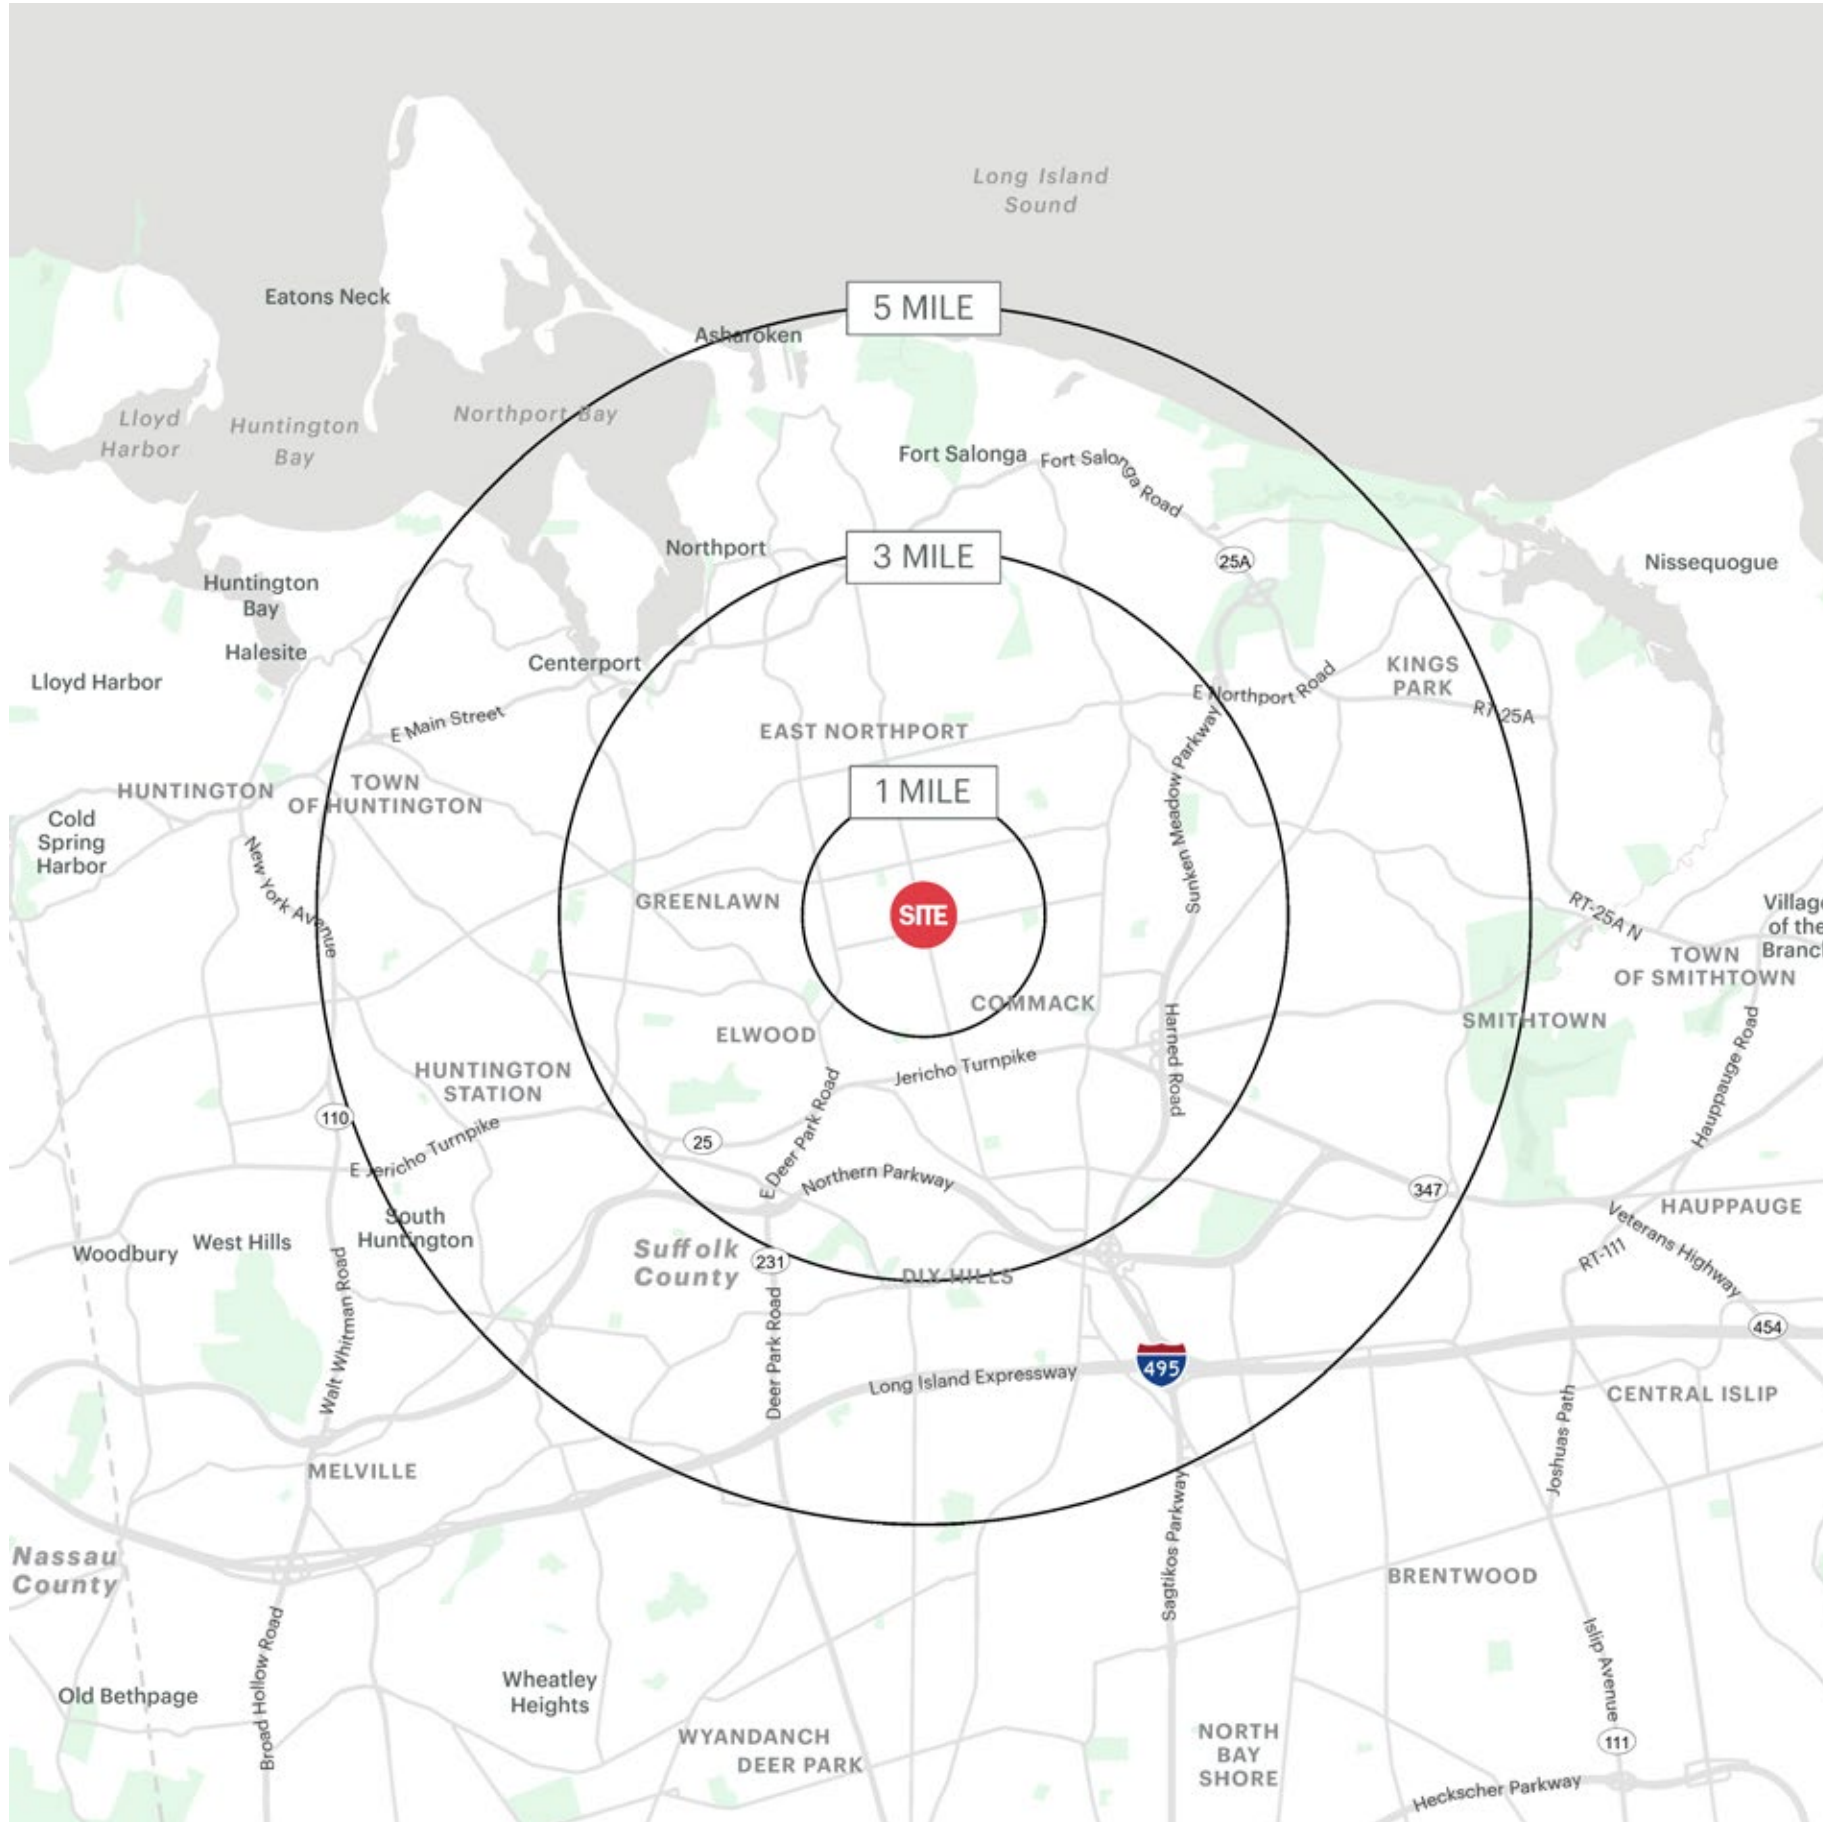 Long Island
Sound
Eatons Neck
5 MILE
Asharoken
Lloyd
Harbor
Huntington
Bay
Northport Bay
Fort Salonga
Fort Salonga Road
Northport
3 MILE
25A
Nissequogue
Huntington
Bay
Halesite
Lloyd Harbor
Centerport
KINGS
PARK
E Northport Road
RT-25A
E Main Street
EAST NORTHPORT
Sunken Meadow Parkway
HUNTINGTON
TOWN
OF HUNTINGTON
1 MILE
Cold
Spring
Harbor
New York Avenue
GREENLAWN
SITE
RT-25A N
Village
of the
Branch
TOWN
OF SMITHTOWN
COMMACK
SMITHTOWN
ELWOOD
Harned Road
Hauppauge Road
HUNTINGTON
STATION
Jericho Turnpike
110
E Jericho Turnpike
25
E Deer Park Road
Northern Parkway
347
HAUPPAUGE
South
Huntington
West Hills
Woodbury
Suffolk
County
231
DIX HILLS
Veterans Highway
RT-111
454
Walt Whitman Road
Deer Park Road
Long Island Expressway
495
CENTRAL ISLIP
Joshuas Path
MELVILLE
Sagtikos Parkway
Nassau
County
BRENTWOOD
Broad Hollow Road
Islip Avenue
Old Bethpage
Wheatley
Heights
WYANDANCH
DEER PARK
NORTH
BAY
SHORE
111
Heckscher Parkway